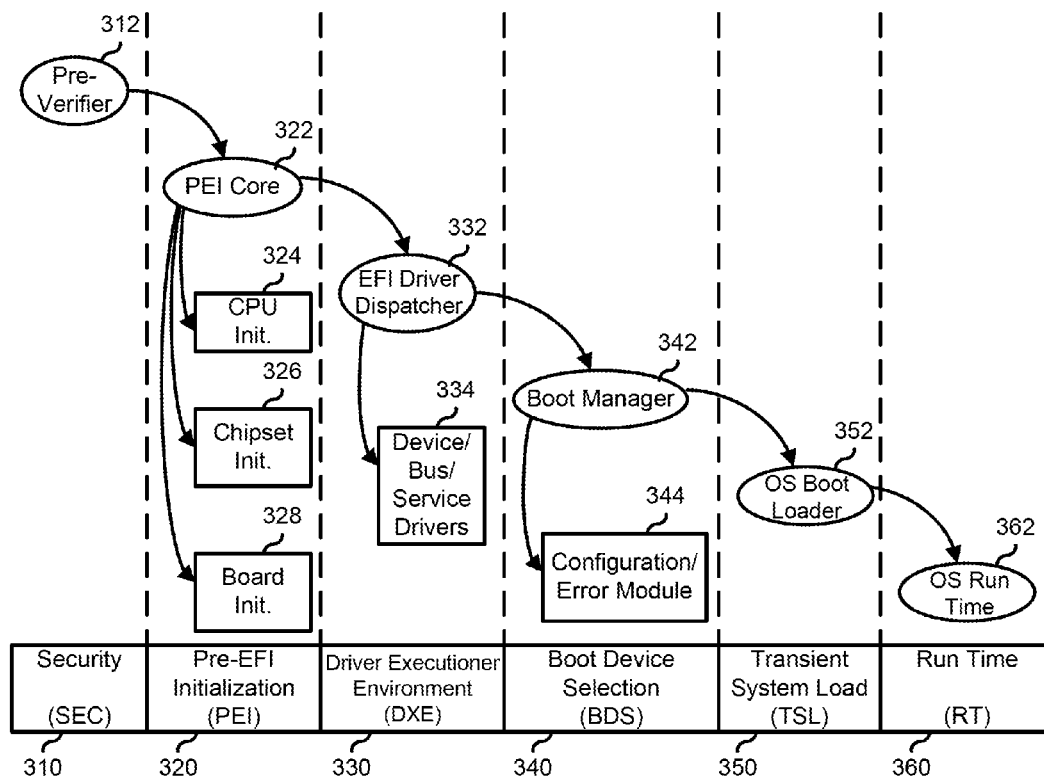 312
Pre-
Verifier
322
PEI Core
324
CPU
Init.
326
Chipset
Init.
328
Board
Init.
332
EFI Driver
Dispatcher
334
Device/
Bus/
Service
Drivers
342
Boot Manager
344
Configuration/
Error Module
352
OS Boot
Loader
362
OS Run
Time
Security
(SEC)
Pre-EFI
Initialization
(PEI)
Driver Executioner
Environment
(DXE)
Boot Device
Selection
(BDS)
Transient
System Load
(TSL)
Run Time
(RT)
310
320
330
340
350
360